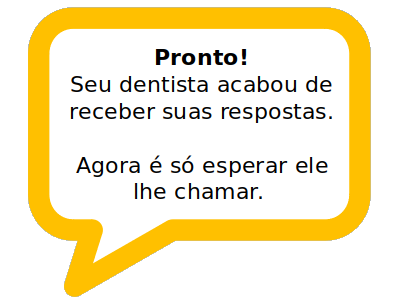 Pronto!
Seu dentista acabou de
receber suas respostas.
Agora é só esperar ele
lhe chamar.